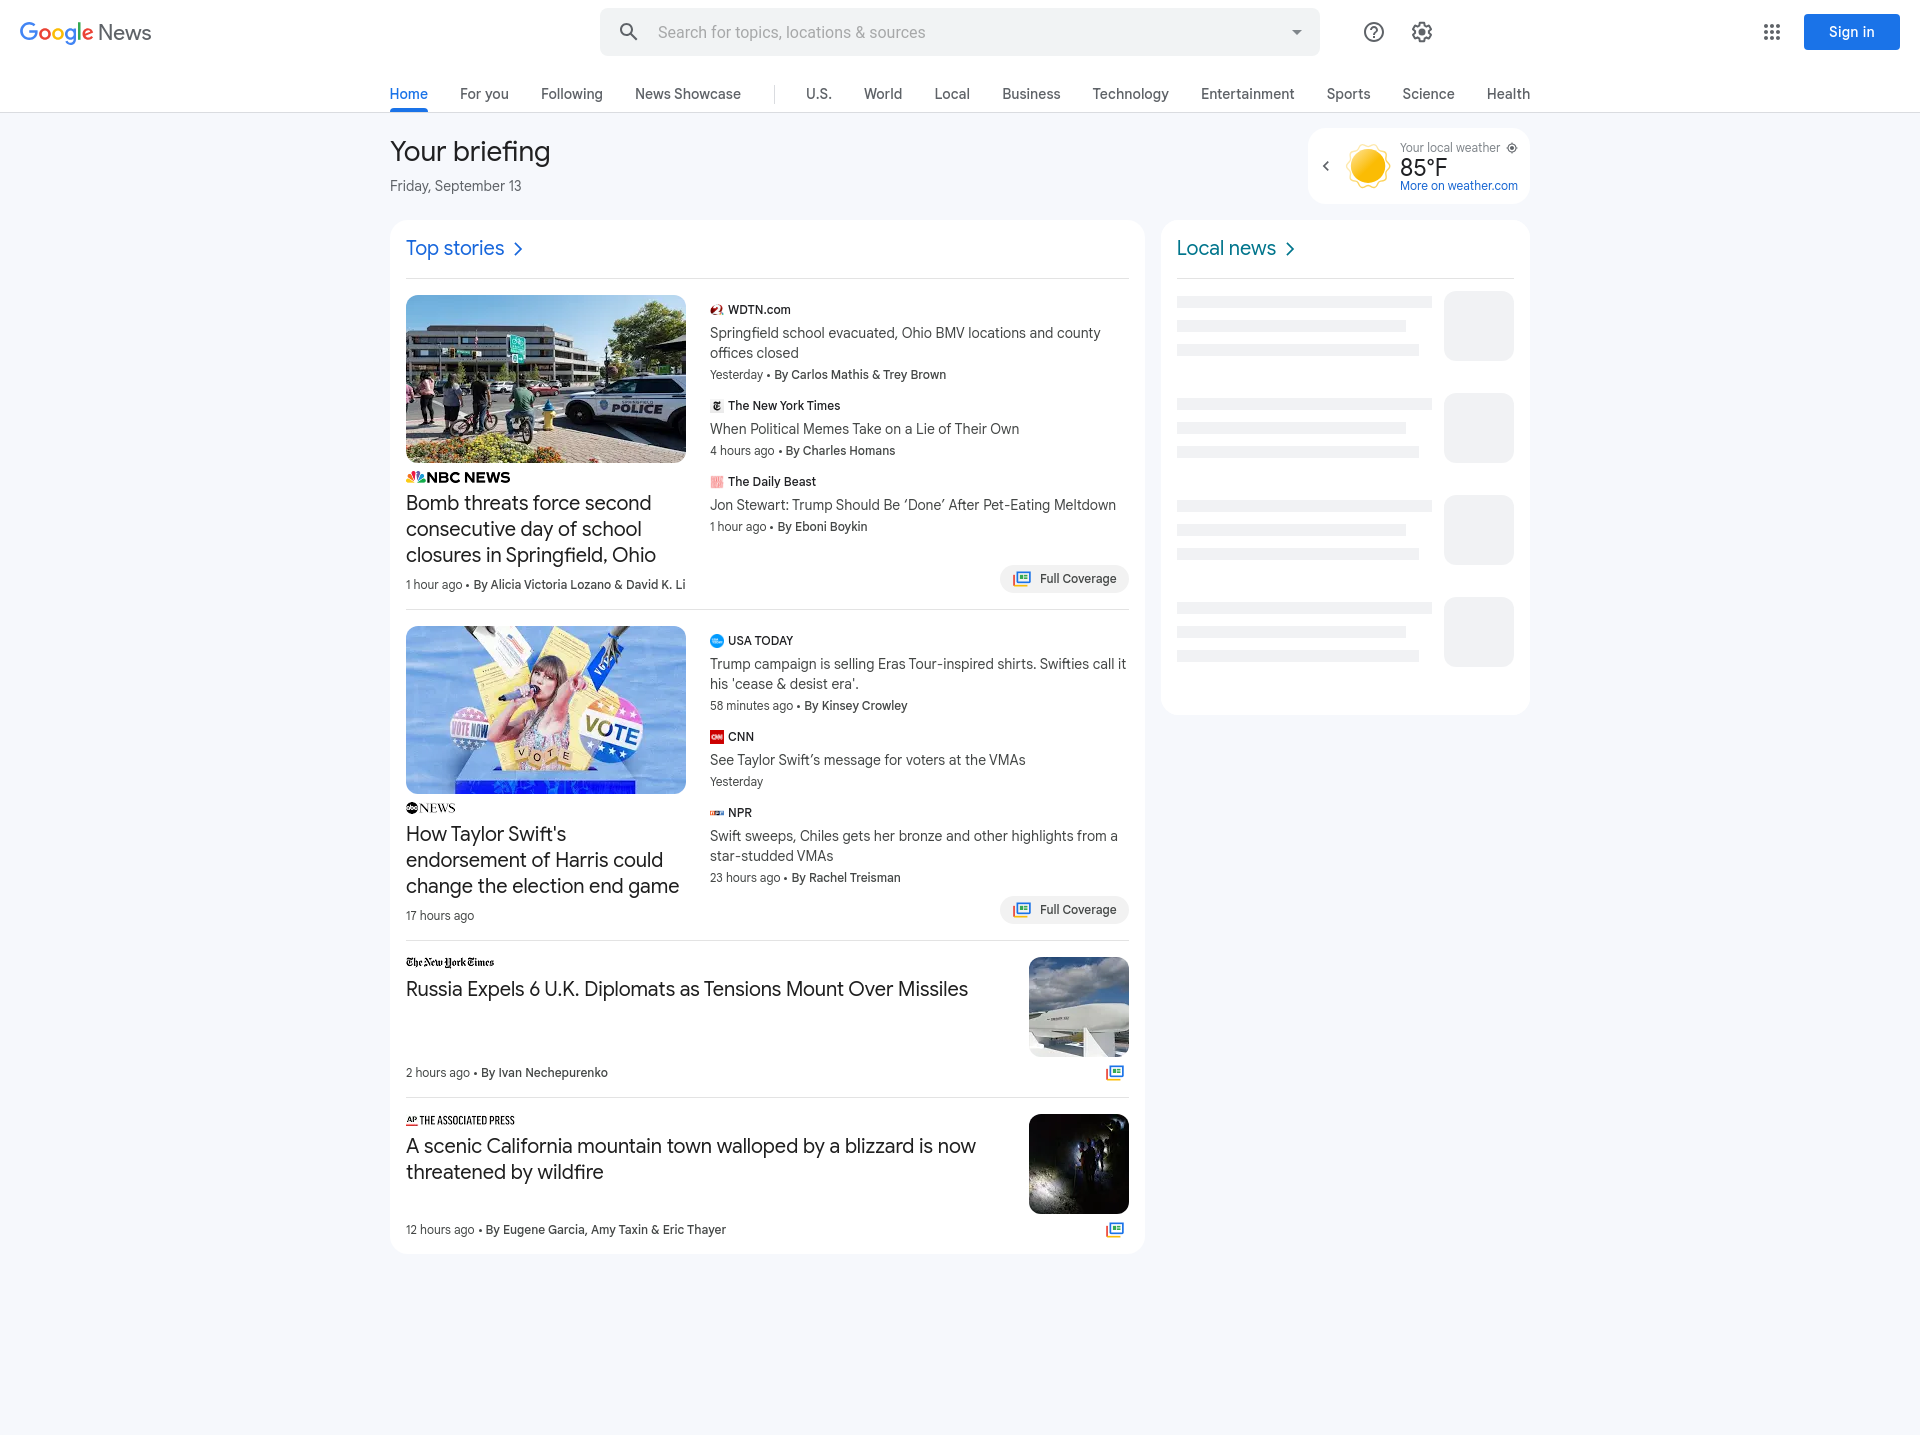 Google News
Search for topics, locations & sources
Sign in
Home
For you
Following
News Showcase
U.S.
World
Local
Business
Technology
Entertainment
Sports
Science
Health
Your briefing
Friday, September 13
Your local weather
85°F
More on weather.com
Top stories
POLICE
NBC NEWS
Bomb threats force second
consecutive day of school
closures in Springfield, Ohio
1 hour ago • By Alicia Victoria Lozano & David K. Li
WDTN.com
Springfield school evacuated, Ohio BMV locations and county
offices closed
Yesterday • By Carlos Mathis & Trey Brown
The New York Times
When Political Memes Take on a Lie of Their Own
4 hours ago • By Charles Homans
The Daily Beast
Jon Stewart: Trump Should Be ‘Done’ After Pet-Eating Meltdown
1 hour ago • By Eboni Boykin
Full Coverage
VOTE
VOTE NOW
VOTE
VOTE
abc NEWS
How Taylor Swift's
endorsement of Harris could
change the election end game
17 hours ago
USA TODAY
Trump campaign is selling Eras Tour-inspired shirts. Swifties call it
his 'cease & desist era'.
58 minutes ago • By Kinsey Crowley
CNN
See Taylor Swift’s message for voters at the VMAs
Yesterday
NPR
Swift sweeps, Chiles gets her bronze and other highlights from a
star-studded VMAs
23 hours ago • By Rachel Treisman
Full Coverage
The New York Times
Russia Expels 6 U.K. Diplomats as Tensions Mount Over Missiles
2 hours ago • By Ivan Nechepurenko
AP THE ASSOCIATED PRESS
A scenic California mountain town walloped by a blizzard is now
threatened by wildfire
12 hours ago • By Eugene Garcia, Amy Taxin & Eric Thayer
Local news